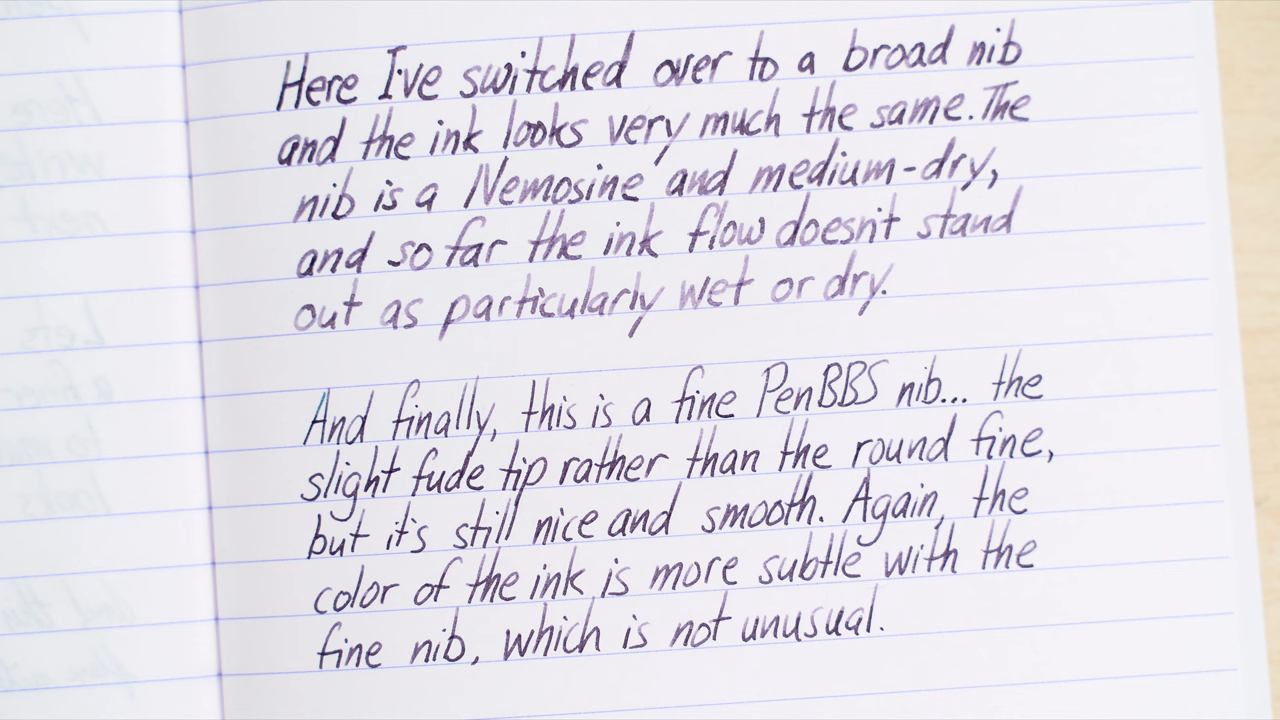 Here I've switched over to a broad nib
and the ink looks very much the same. The
nib is a Nemosine and medium-dry,
and so far the ink flow doesn't stand
out as particularly wet or dry.
And finally, this is a fine PenBBS nib... the
slight fude tip rather than the round fine,
but it's still nice and smooth. Again, the
color of the ink is more subtle with the
fine nib, which is not unusual.